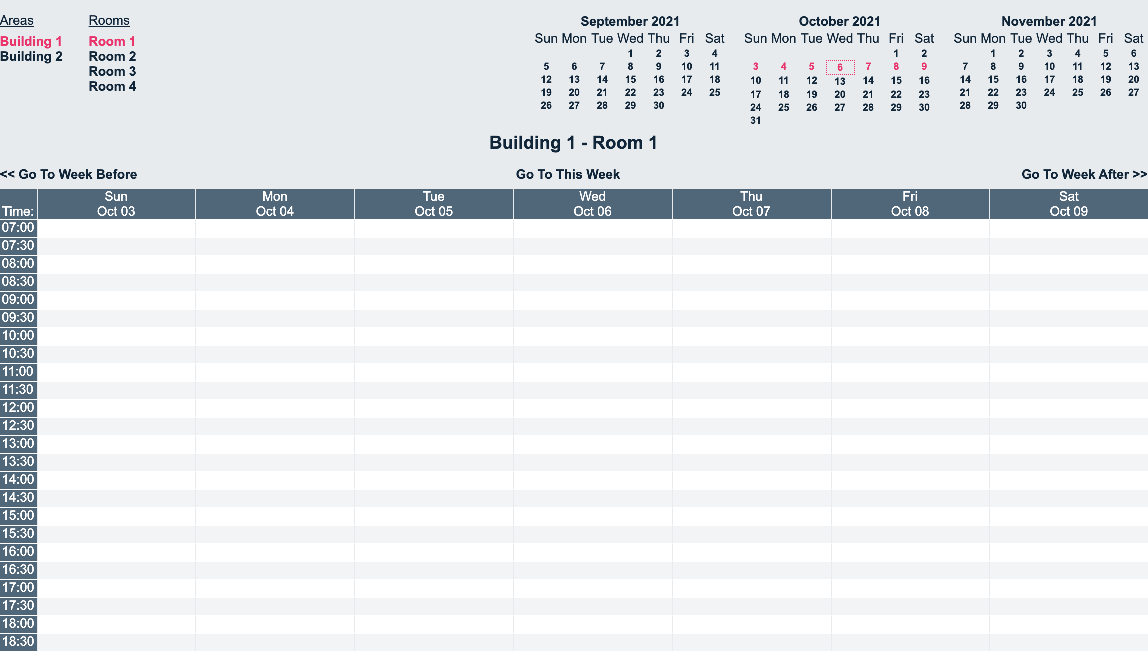 Areas Rooms
Building 1 Room 1
Building 2 Room 2
Room 3
Room 4
September 2021
Sun Mon Tue Wed Thu Fri Sat
1 2 3 4
5 6 7 8 9 10 11
12 13 14 15 16 17 18
19 20 21 22 23 24 25
26 27 28 29 30
October 2021
Sun Mon Tue Wed Thu Fri Sat
1 2
3 4 5 6 7 8 9
10 11 12 13 14 15 16
17 18 19 20 21 22 23
24 25 26 27 28 29 30
31
November 2021
Sun Mon Tue Wed Thu Fri Sat
1 2 3 4 5 6
7 8 9 10 11 12 13
14 15 16 17 18 19 20
21 22 23 24 25 26 27
28 29 30
Building 1 - Room 1
<< Go To Week Before Go To This Week Go To Week After >>
Sun Mon Tue Wed Thu Fri Sat
Time: Oct 03 Oct 04 Oct 05 Oct 06 Oct 07 Oct 08 Oct 09
07:00
07:30
08:00
08:30
09:00
09:30
10:00
10:30
11:00
11:30
12:00
12:30
13:00
13:30
14:00
14:30
15:00
15:30
16:00
16:30
17:00
17:30
18:00
18:30